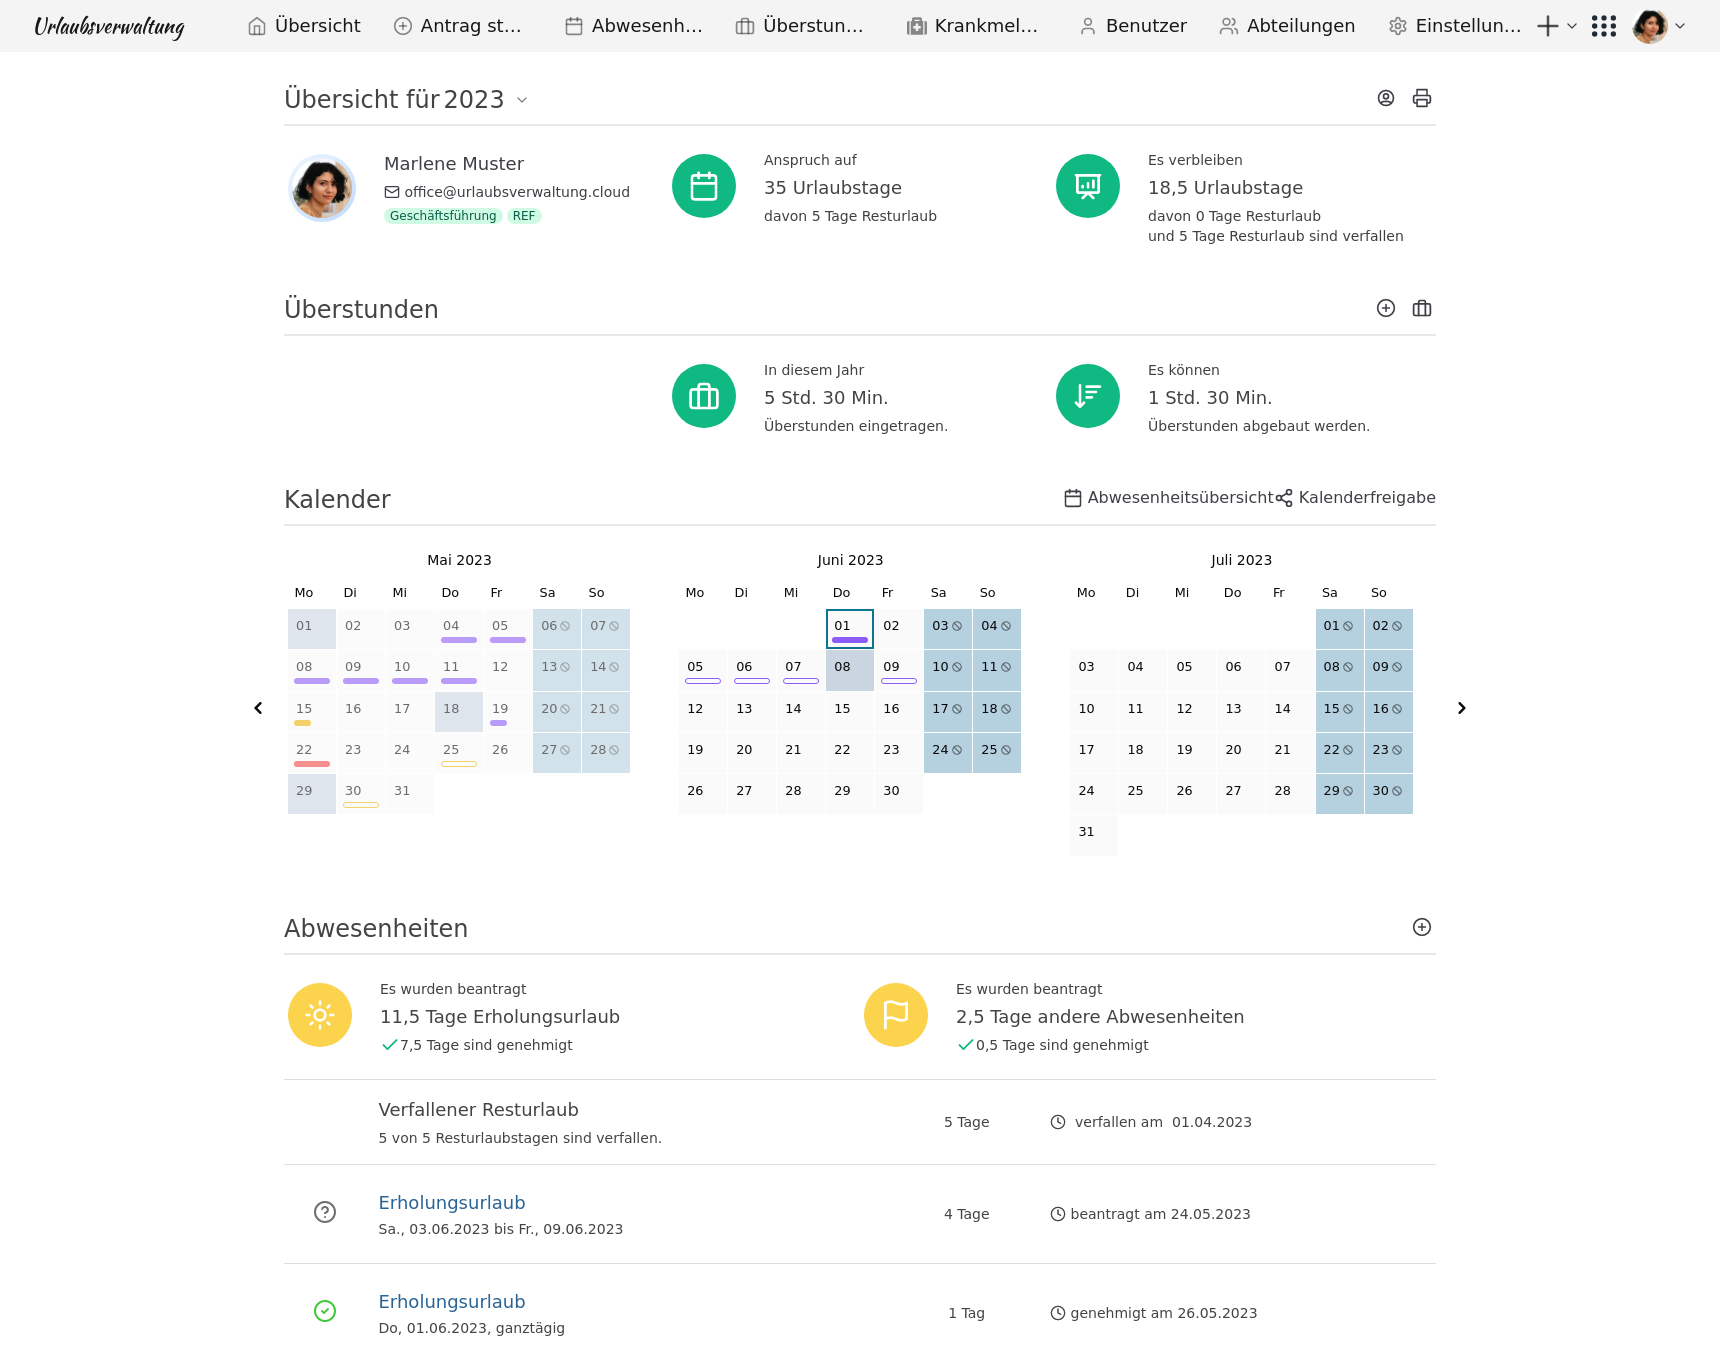 Urlaubsverwaltung Übersicht Antrag st… Abwesenh… Überstun… Krankmel… Benutzer Abteilungen Einstellun…
Übersicht für 2023
Marlene Muster
office@urlaubsverwaltung.cloud
Geschäftsführung REF
Anspruch auf
35 Urlaubstage
davon 5 Tage Resturlaub
Es verbleiben
18,5 Urlaubstage
davon 0 Tage Resturlaub
und 5 Tage Resturlaub sind verfallen
Überstunden
In diesem Jahr
5 Std. 30 Min.
Überstunden eingetragen.
Es können
1 Std. 30 Min.
Überstunden abgebaut werden.
Kalender
Abwesenheitsübersicht Kalenderfreigabe
Mai 2023
Mo Di Mi Do Fr Sa So
01 02 03 04 05 06 07
08 09 10 11 12 13 14
15 16 17 18 19 20 21
22 23 24 25 26 27 28
29 30 31
Juni 2023
Mo Di Mi Do Fr Sa So
01 02 03 04
05 06 07 08 09 10 11
12 13 14 15 16 17 18
19 20 21 22 23 24 25
26 27 28 29 30
Juli 2023
Mo Di Mi Do Fr Sa So
01 02
03 04 05 06 07 08 09
10 11 12 13 14 15 16
17 18 19 20 21 22 23
24 25 26 27 28 29 30
31
Abwesenheiten
Es wurden beantragt
11,5 Tage Erholungsurlaub
7,5 Tage sind genehmigt
Es wurden beantragt
2,5 Tage andere Abwesenheiten
0,5 Tage sind genehmigt
Verfallener Resturlaub
5 von 5 Resturlaubstagen sind verfallen.
5 Tage
verfallen am 01.04.2023
Erholungsurlaub
Sa., 03.06.2023 bis Fr., 09.06.2023
4 Tage
beantragt am 24.05.2023
Erholungsurlaub
Do, 01.06.2023, ganztägig
1 Tag
genehmigt am 26.05.2023